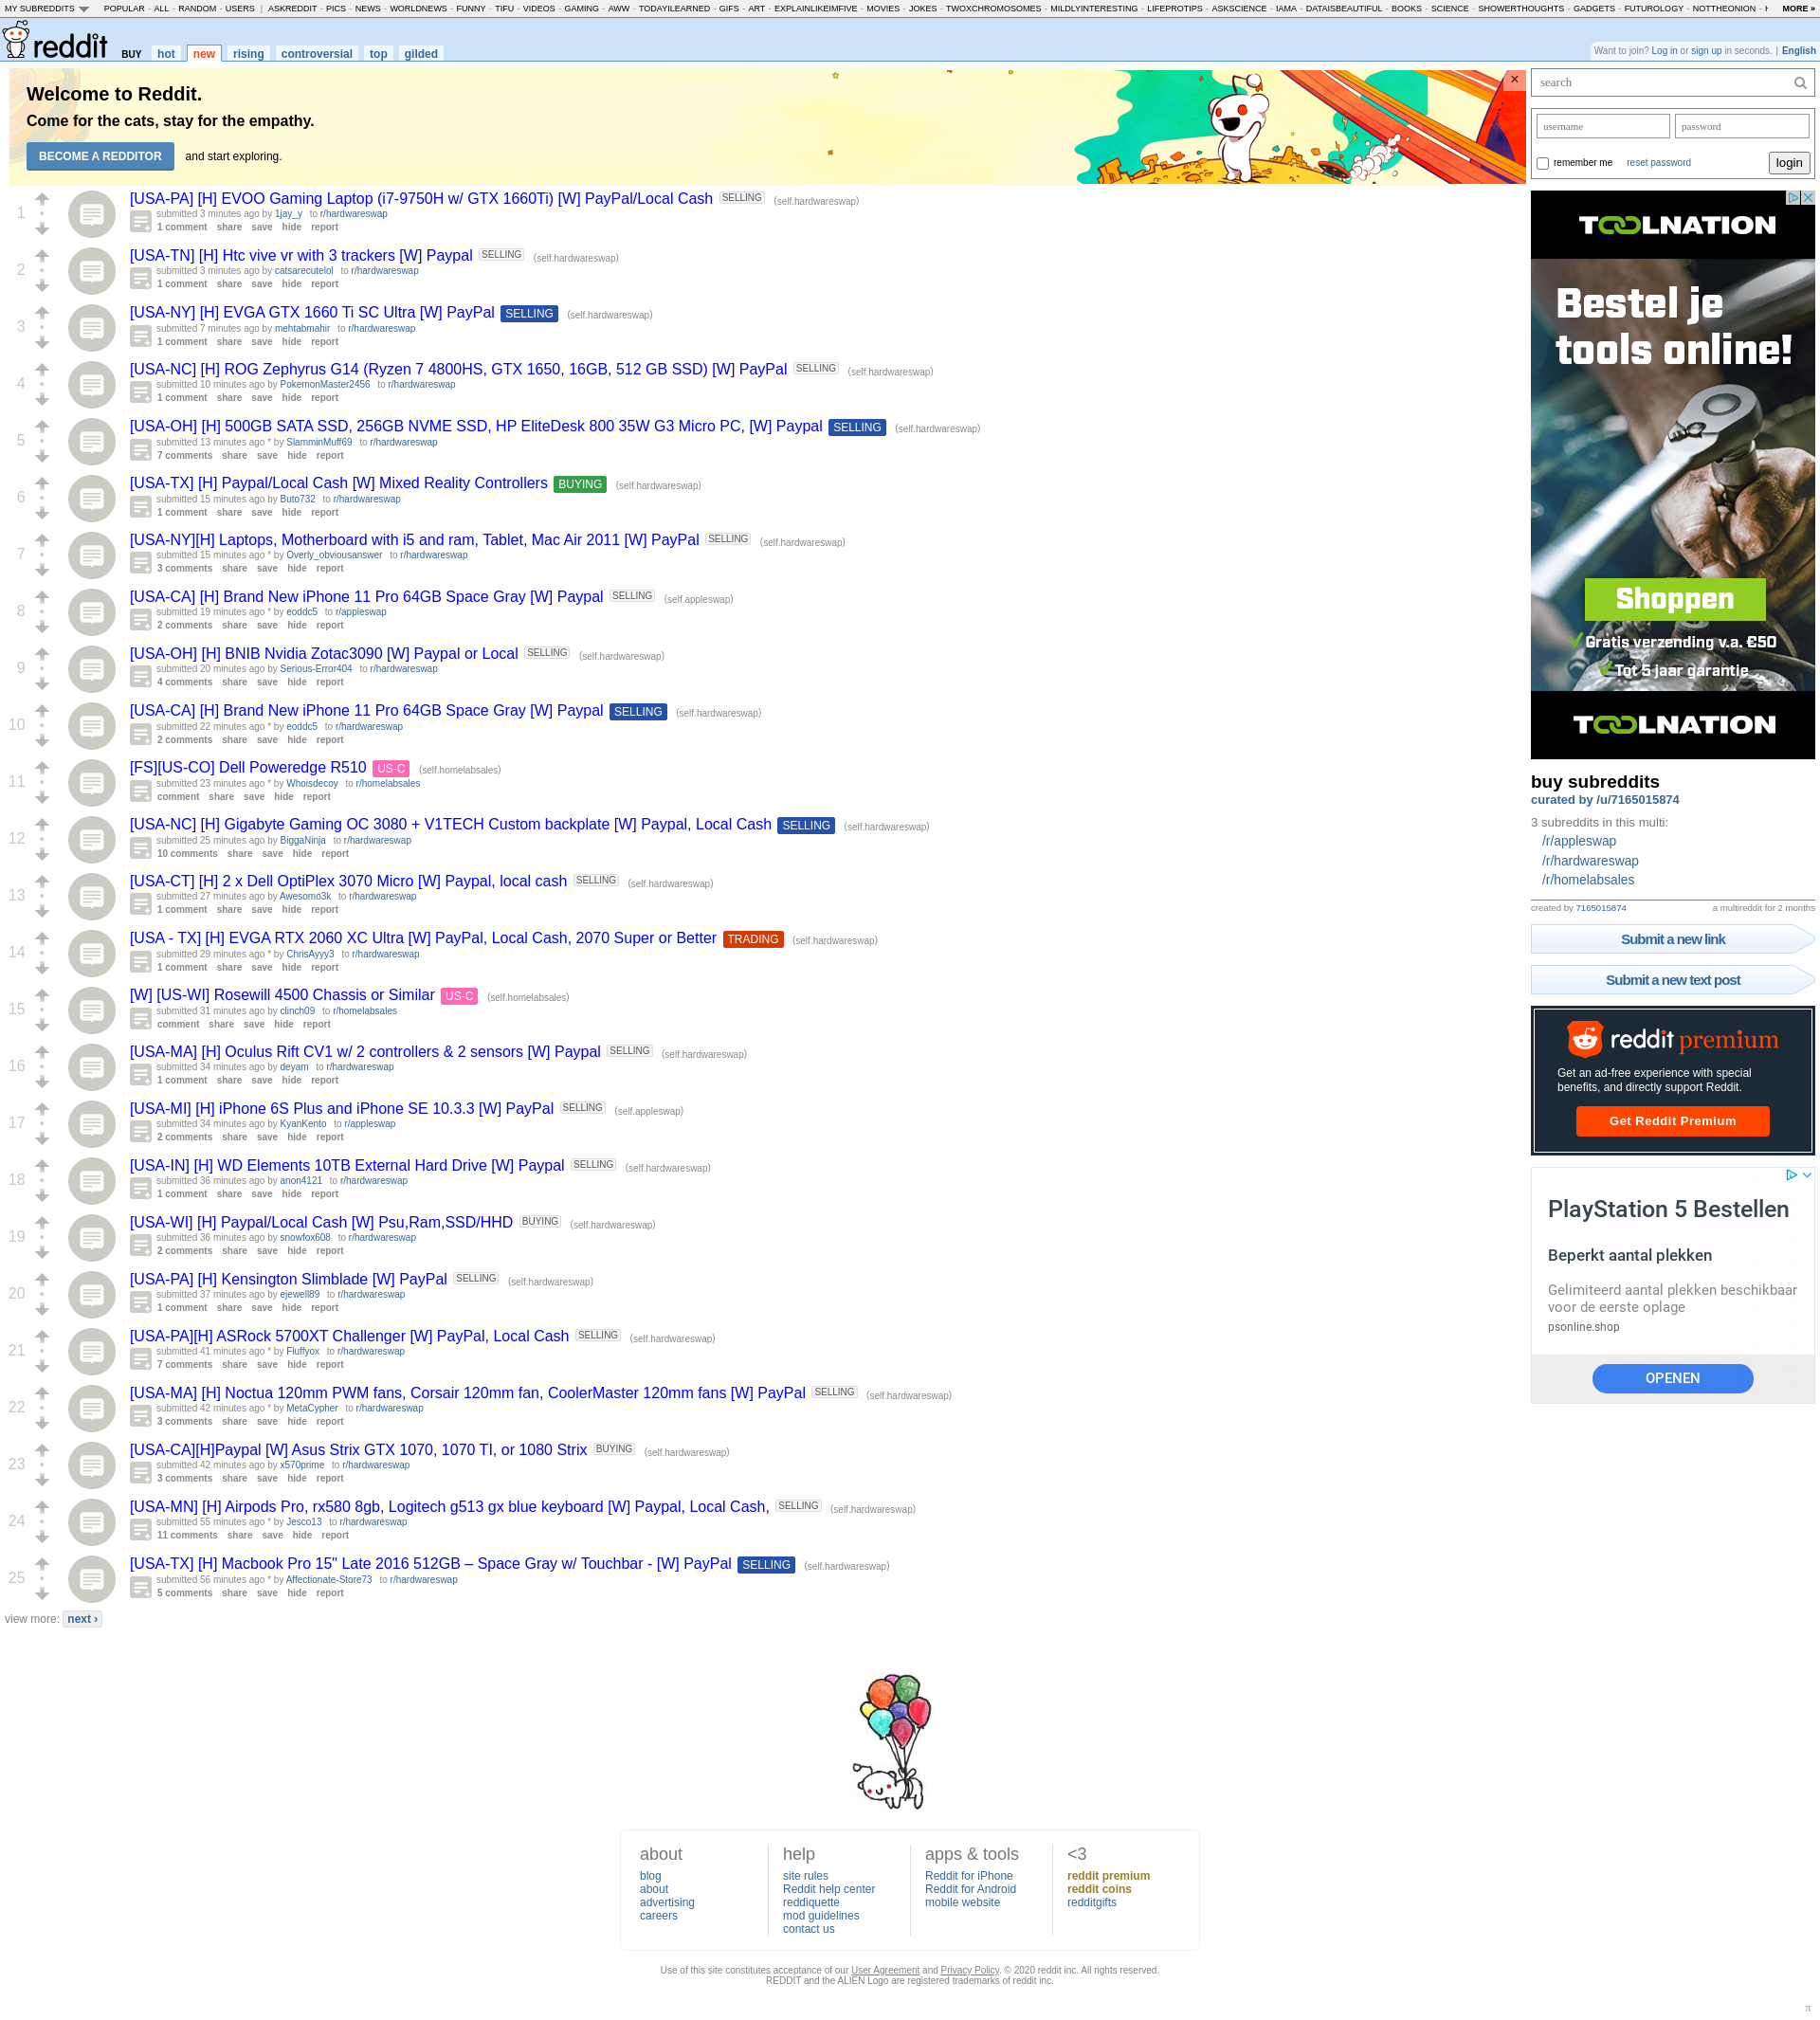 MY SUBREDDITS POPULAR - ALL - RANDOM - USERS | ASKREDDIT - PICS - NEWS - WORLDNEWS - FUNNY - TIFU - VIDEOS - GAMING - AWW - TODAYILEARNED - GIFS - ART - EXPLAINLIKEIMFIVE - MOVIES - JOKES - TWOXCHROMOSOMES - MILDLYINTERESTING - LIFEPROTIPS - ASKSCIENCE - IAMA - DATAISBEAUTIFUL - BOOKS - SCIENCE - SHOWERTHOUGHTS - GADGETS - FUTUROLOGY - NOTTHEONION - MORE »
reddit BUY hot new rising controversial top gilded
Want to join? Log in or sign up in seconds. | English
Welcome to Reddit.
Come for the cats, stay for the empathy.
BECOME A REDDITOR and start exploring.
1
[USA-PA] [H] EVOO Gaming Laptop (i7-9750H w/ GTX 1660Ti) [W] PayPal/Local Cash SELLING (self.hardwareswap)
submitted 3 minutes ago by 1jay_y to r/hardwareswap
1 comment share save hide report
2
[USA-TN] [H] Htc vive vr with 3 trackers [W] Paypal SELLING (self.hardwareswap)
submitted 3 minutes ago by catsarecutelol to r/hardwareswap
1 comment share save hide report
3
[USA-NY] [H] EVGA GTX 1660 Ti SC Ultra [W] PayPal SELLING (self.hardwareswap)
submitted 7 minutes ago by mehtabmahir to r/hardwareswap
1 comment share save hide report
4
[USA-NC] [H] ROG Zephyrus G14 (Ryzen 7 4800HS, GTX 1650, 16GB, 512 GB SSD) [W] PayPal SELLING (self.hardwareswap)
submitted 10 minutes ago by PokemonMaster2456 to r/hardwareswap
1 comment share save hide report
5
[USA-OH] [H] 500GB SATA SSD, 256GB NVME SSD, HP EliteDesk 800 35W G3 Micro PC, [W] Paypal SELLING (self.hardwareswap)
submitted 13 minutes ago * by SlamminMuff69 to r/hardwareswap
7 comments share save hide report
6
[USA-TX] [H] Paypal/Local Cash [W] Mixed Reality Controllers BUYING (self.hardwareswap)
submitted 15 minutes ago by Buto732 to r/hardwareswap
1 comment share save hide report
7
[USA-NY][H] Laptops, Motherboard with i5 and ram, Tablet, Mac Air 2011 [W] PayPal SELLING (self.hardwareswap)
submitted 15 minutes ago * by Overly_obviousanswer to r/hardwareswap
3 comments share save hide report
8
[USA-CA] [H] Brand New iPhone 11 Pro 64GB Space Gray [W] Paypal SELLING (self.appleswap)
submitted 19 minutes ago * by eoddc5 to r/appleswap
2 comments share save hide report
9
[USA-OH] [H] BNIB Nvidia Zotac3090 [W] Paypal or Local SELLING (self.hardwareswap)
submitted 20 minutes ago by Serious-Error404 to r/hardwareswap
4 comments share save hide report
10
[USA-CA] [H] Brand New iPhone 11 Pro 64GB Space Gray [W] Paypal SELLING (self.hardwareswap)
submitted 22 minutes ago * by eoddc5 to r/hardwareswap
2 comments share save hide report
11
[FS][US-CO] Dell Poweredge R510 US-C (self.homelabsales)
submitted 23 minutes ago * by Whoisdecoy to r/homelabsales
comment share save hide report
12
[USA-NC] [H] Gigabyte Gaming OC 3080 + V1TECH Custom backplate [W] Paypal, Local Cash SELLING (self.hardwareswap)
submitted 25 minutes ago by BiggaNinja to r/hardwareswap
10 comments share save hide report
13
[USA-CT] [H] 2 x Dell OptiPlex 3070 Micro [W] Paypal, local cash SELLING (self.hardwareswap)
submitted 27 minutes ago by Awesomo3k to r/hardwareswap
1 comment share save hide report
14
[USA - TX] [H] EVGA RTX 2060 XC Ultra [W] PayPal, Local Cash, 2070 Super or Better TRADING (self.hardwareswap)
submitted 29 minutes ago * by ChrisAyyy3 to r/hardwareswap
1 comment share save hide report
15
[W] [US-WI] Rosewill 4500 Chassis or Similar US-C (self.homelabsales)
submitted 31 minutes ago by clinch09 to r/homelabsales
comment share save hide report
16
[USA-MA] [H] Oculus Rift CV1 w/ 2 controllers & 2 sensors [W] Paypal SELLING (self.hardwareswap)
submitted 34 minutes ago by deyam to r/hardwareswap
1 comment share save hide report
17
[USA-MI] [H] iPhone 6S Plus and iPhone SE 10.3.3 [W] PayPal SELLING (self.appleswap)
submitted 34 minutes ago by KyanKento to r/appleswap
2 comments share save hide report
18
[USA-IN] [H] WD Elements 10TB External Hard Drive [W] Paypal SELLING (self.hardwareswap)
submitted 36 minutes ago by anon4121 to r/hardwareswap
1 comment share save hide report
19
[USA-WI] [H] Paypal/Local Cash [W] Psu,Ram,SSD/HHD BUYING (self.hardwareswap)
submitted 36 minutes ago by snowfox608 to r/hardwareswap
2 comments share save hide report
20
[USA-PA] [H] Kensington Slimblade [W] PayPal SELLING (self.hardwareswap)
submitted 37 minutes ago by ejewell89 to r/hardwareswap
1 comment share save hide report
21
[USA-PA][H] ASRock 5700XT Challenger [W] PayPal, Local Cash SELLING (self.hardwareswap)
submitted 41 minutes ago * by Fluffyox to r/hardwareswap
7 comments share save hide report
22
[USA-MA] [H] Noctua 120mm PWM fans, Corsair 120mm fan, CoolerMaster 120mm fans [W] PayPal SELLING (self.hardwareswap)
submitted 42 minutes ago * by MetaCypher to r/hardwareswap
3 comments share save hide report
23
[USA-CA][H]Paypal [W] Asus Strix GTX 1070, 1070 TI, or 1080 Strix BUYING (self.hardwareswap)
submitted 42 minutes ago by x570prime to r/hardwareswap
3 comments share save hide report
24
[USA-MN] [H] Airpods Pro, rx580 8gb, Logitech g513 gx blue keyboard [W] Paypal, Local Cash, SELLING (self.hardwareswap)
submitted 55 minutes ago * by Jesco13 to r/hardwareswap
11 comments share save hide report
25
[USA-TX] [H] Macbook Pro 15" Late 2016 512GB – Space Gray w/ Touchbar - [W] PayPal SELLING (self.hardwareswap)
submitted 56 minutes ago * by Affectionate-Store73 to r/hardwareswap
5 comments share save hide report
view more: next ›
search
username password
remember me reset password login
TOOLNATION
Bestel je
tools online!
Shoppen
Gratis verzending v.a. €50
Tot 5 jaar garantie
TOOLNATION
buy subreddits
curated by /u/7165015874
3 subreddits in this multi:
/r/appleswap
/r/hardwareswap
/r/homelabsales
created by 7165015874 a multireddit for 2 months
Submit a new link
Submit a new text post
reddit premium
Get an ad-free experience with special
benefits, and directly support Reddit.
Get Reddit Premium
PlayStation 5 Bestellen
Beperkt aantal plekken
Gelimiteerd aantal plekken beschikbaar
voor de eerste oplage
psonline.shop
OPENEN
about
blog
about
advertising
careers
help
site rules
Reddit help center
reddiquette
mod guidelines
contact us
apps & tools
Reddit for iPhone
Reddit for Android
mobile website
<3
reddit premium
reddit coins
redditgifts
Use of this site constitutes acceptance of our User Agreement and Privacy Policy. © 2020 reddit inc. All rights reserved.
REDDIT and the ALIEN Logo are registered trademarks of reddit inc.
π